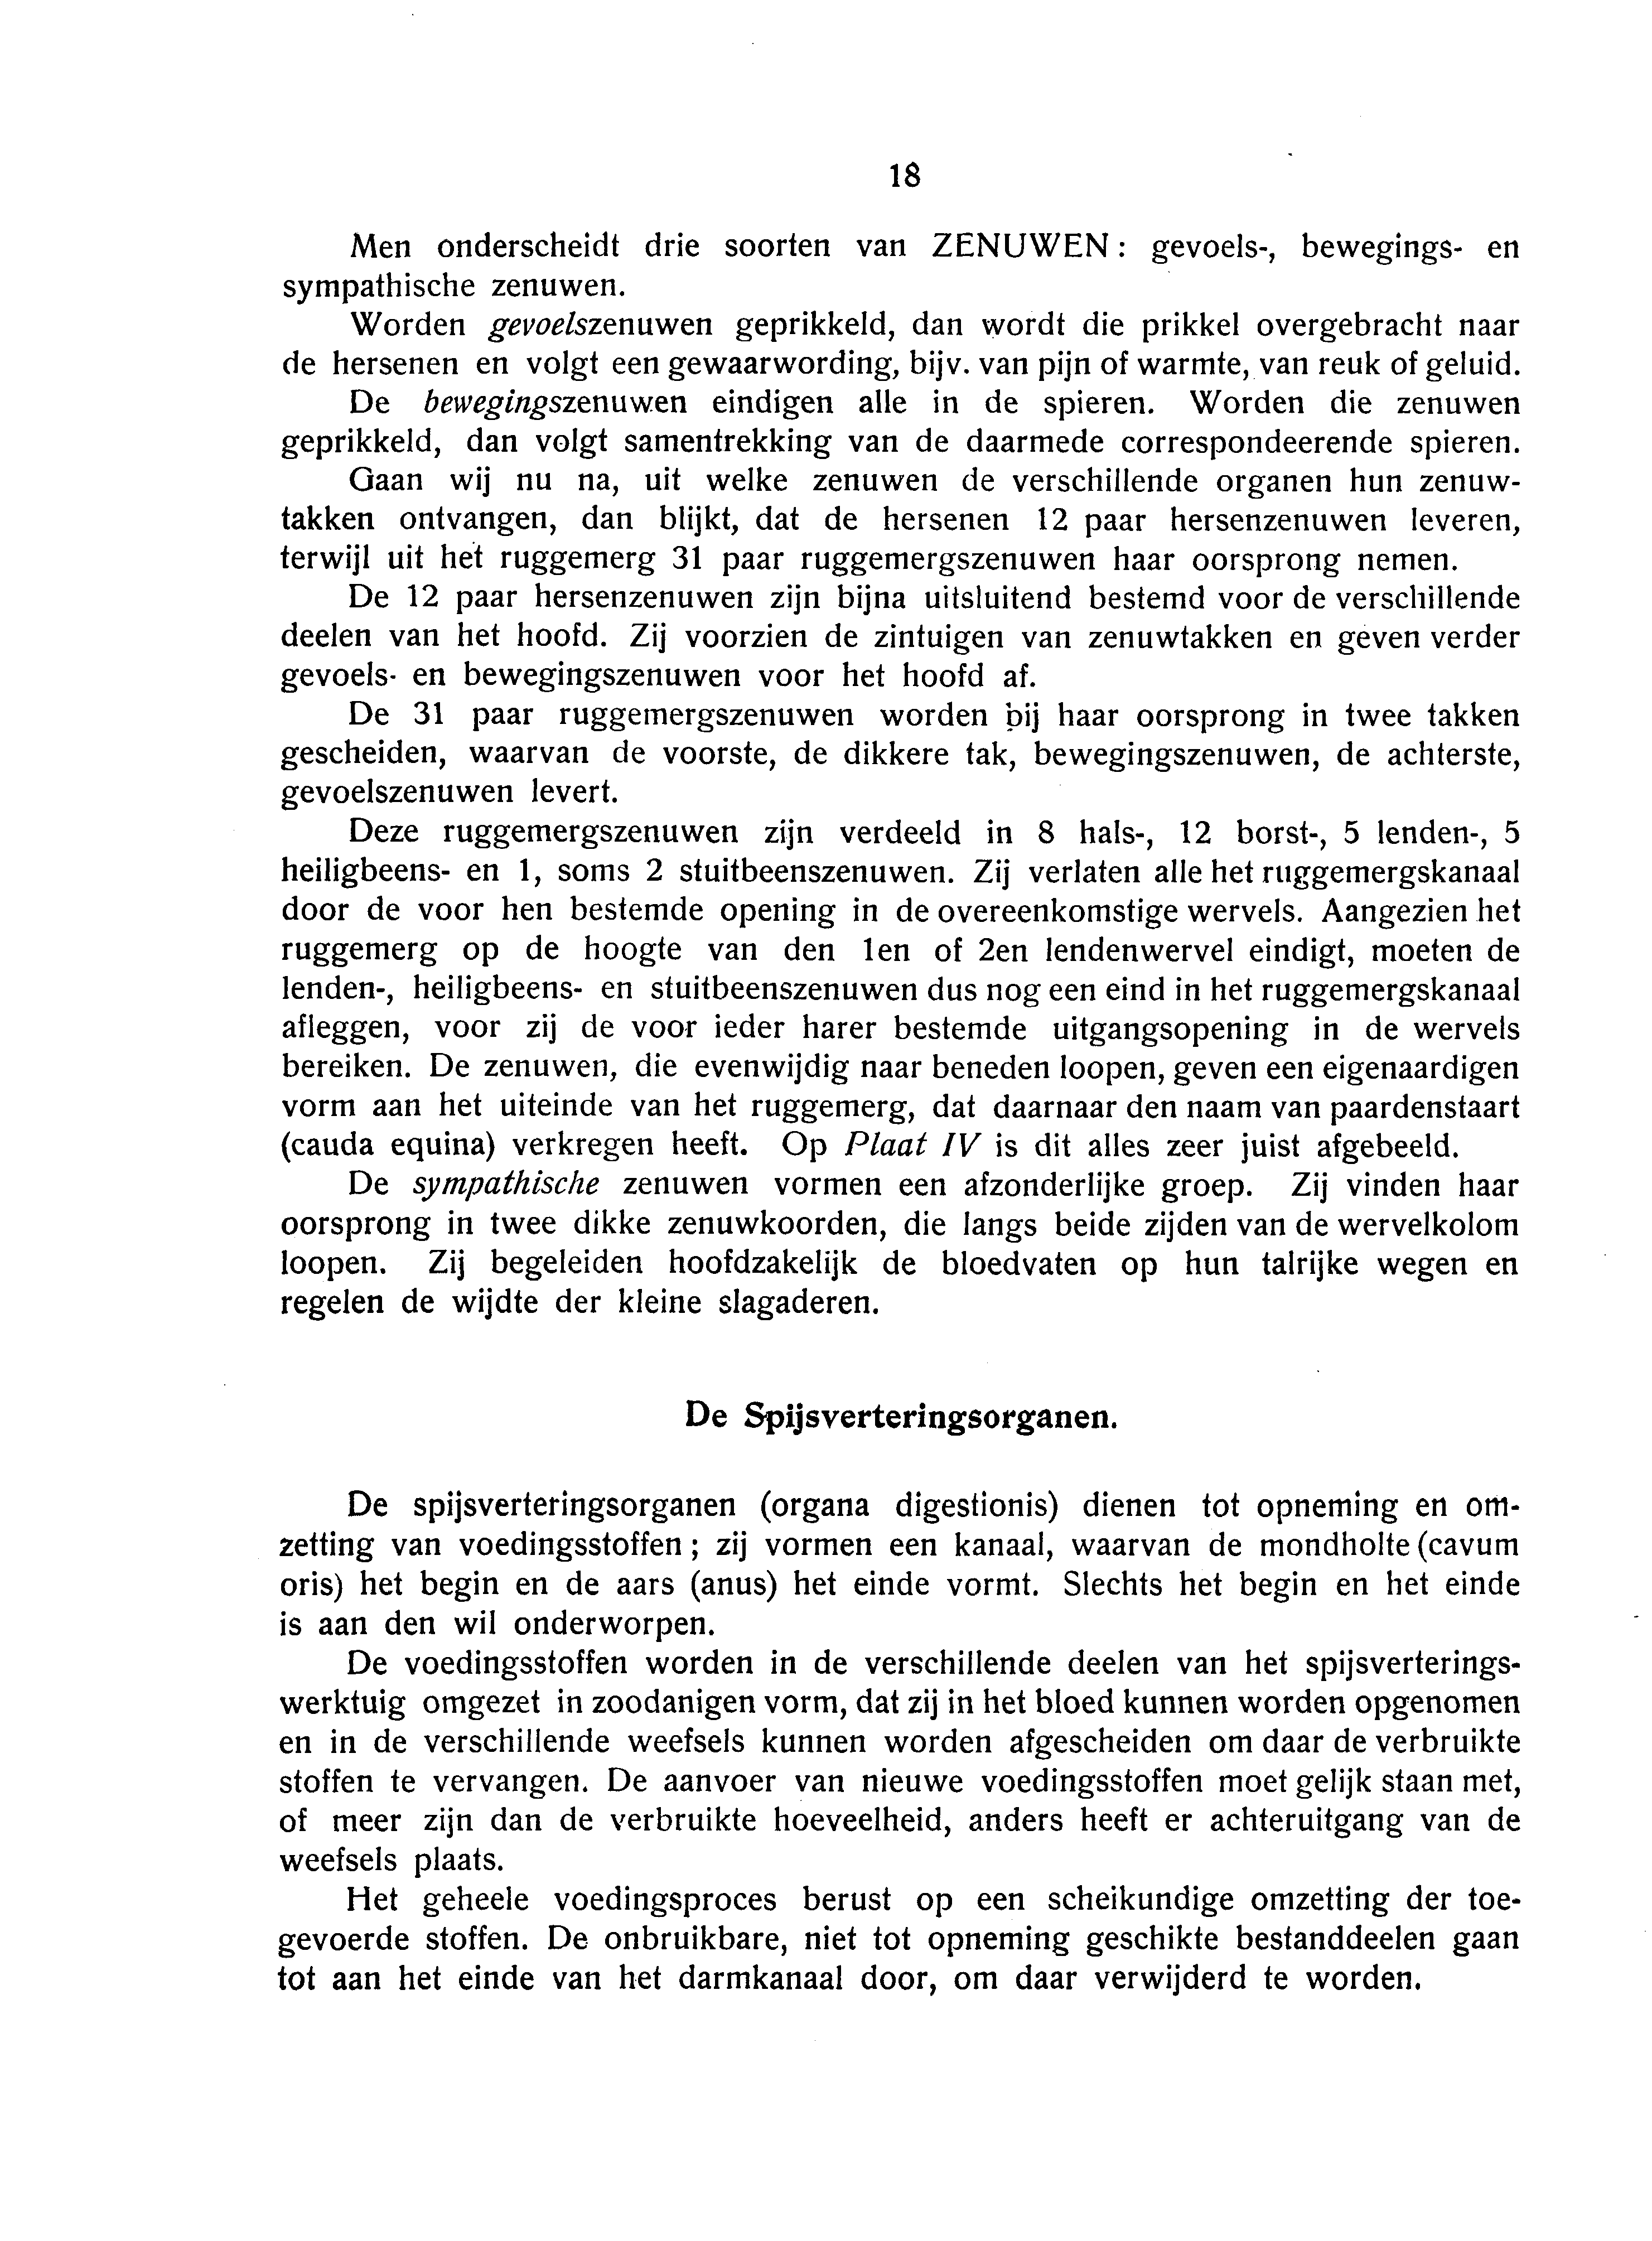 18
Men onderscheidt drie soorten van ZENUWEN: gevoels-, bewegings- en
sympathische zenuwen.
Worden gevoelszenuwen geprikkeld, dan wordt die prikkel overgebracht naar
de hersenen en volgt een gewaarwording, bijv. van pijn of warmte, van reuk of geluid.
De bewegingszenuwen eindigen alle in de spieren. Worden die zenuwen
geprikkeld, dan volgt samentrekking van de daarmede correspondeerende spieren.
Gaan wij nu na, uit welke zenuwen de verschillende organen hun zenuw-
takken ontvangen, dan blijkt, dat de hersenen 12 paar hersenzenuwen leveren,
terwijl uit het ruggemerg 31 paar ruggemergszenuwen haar oorsprong nemen.
De 12 paar hersenzenuwen zijn bijna uitsluitend bestemd voor de verschillende
deelen van het hoofd. Zij voorzien de zintuigen van zenuwtakken en geven verder
gevoels- en bewegingszenuwen voor het hoofd af.
De 31 paar ruggemergszenuwen worden bij haar oorsprong in twee takken
gescheiden, waarvan de voorste, de dikkere tak, bewegingszenuwen, de achterste,
gevoelszenuwen levert.
Deze ruggemergszenuwen zijn verdeeld in 8 hals-, 12 borst-, 5 lenden-, 5
heiligbeens- en 1, soms 2 stuitbeenszenuwen. Zij verlaten alle het ruggemergskanaal
door de voor hen bestemde opening in de overeenkomstige wervels. Aangezien het
ruggemerg op de hoogte van den 1en of 2en lendenwervel eindigt, moeten de
lenden-, heiligbeens- en stuitbeenszenuwen dus nog een eind in het ruggemergskanaal
afleggen, voor zij de voor ieder harer bestemde uitgangsopening in de wervels
bereiken. De zenuwen, die evenwijdig naar beneden loopen, geven een eigenaardigen
vorm aan het uiteinde van het ruggemerg, dat daarnaar den naam van paardenstaart
(cauda equina) verkregen heeft. Op Plaat IV is dit alles zeer juist afgebeeld.
De sympathische zenuwen vormen een afzonderlijke groep. Zij vinden haar
oorsprong in twee dikke zenuwkoorden, die langs beide zijden van de wervelkolom
loopen. Zij begeleiden hoofdzakelijk de bloedvaten op hun talrijke wegen en
regelen de wijdte der kleine slagaderen.
De Spijsverteringsorganen.
De spijsverteringsorganen (organa digestionis) dienen tot opneming en om-
zetting van voedingsstoffen; zij vormen een kanaal, waarvan de mondholte (cavum
oris) het begin en de aars (anus) het einde vormt. Slechts het begin en het einde
is aan den wil onderworpen.
De voedingsstoffen worden in de verschillende deelen van het spijsverterings-
werktuig omgezet in zoodanigen vorm, dat zij in het bloed kunnen worden opgenomen
en in de verschillende weefsels kunnen worden afgescheiden om daar de verbruikte
stoffen te vervangen. De aanvoer van nieuwe voedingsstoffen moet gelijk staan met,
of meer zijn dan de verbruikte hoeveelheid, anders heeft er achteruitgang van de
weefsels plaats.
Het geheele voedingsproces berust op een scheikundige omzetting der toe-
gevoerde stoffen. De onbruikbare, niet tot opneming geschikte bestanddeelen gaan
tot aan het einde van het darmkanaal door, om daar verwijderd te worden.